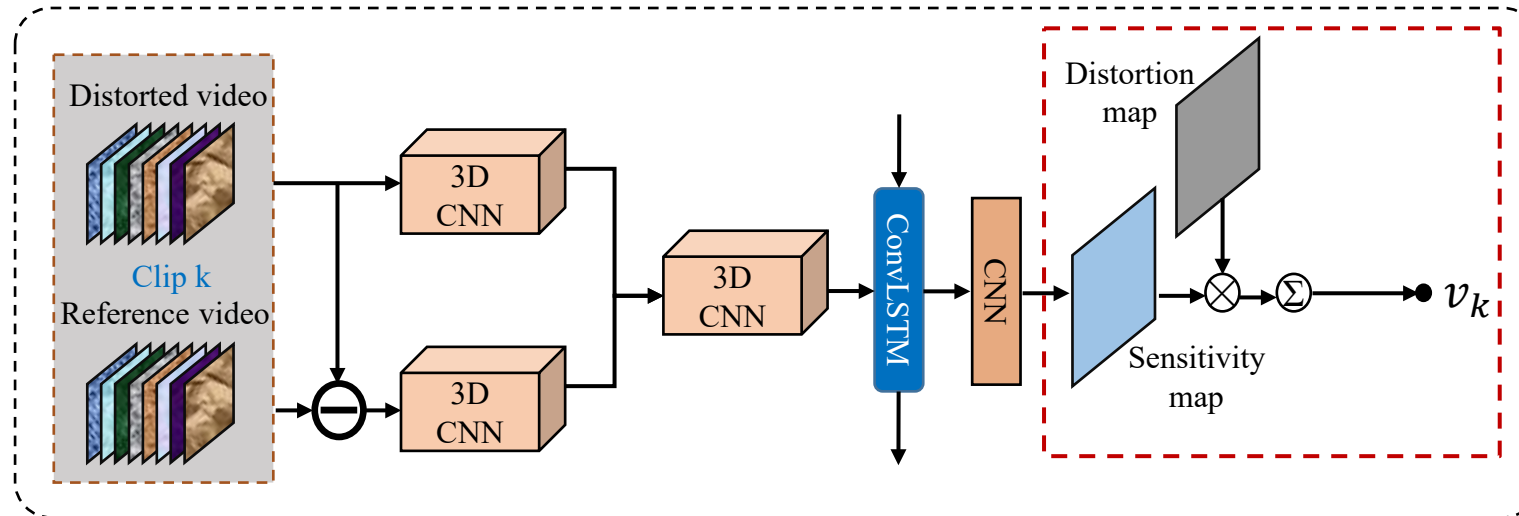 Distorted video
Clip k
Reference video
3D
CNN
3D
CNN
3D
CNN
ConvLSTM
CNN
Distortion
map
Sensitivity
map
Σ
v_k